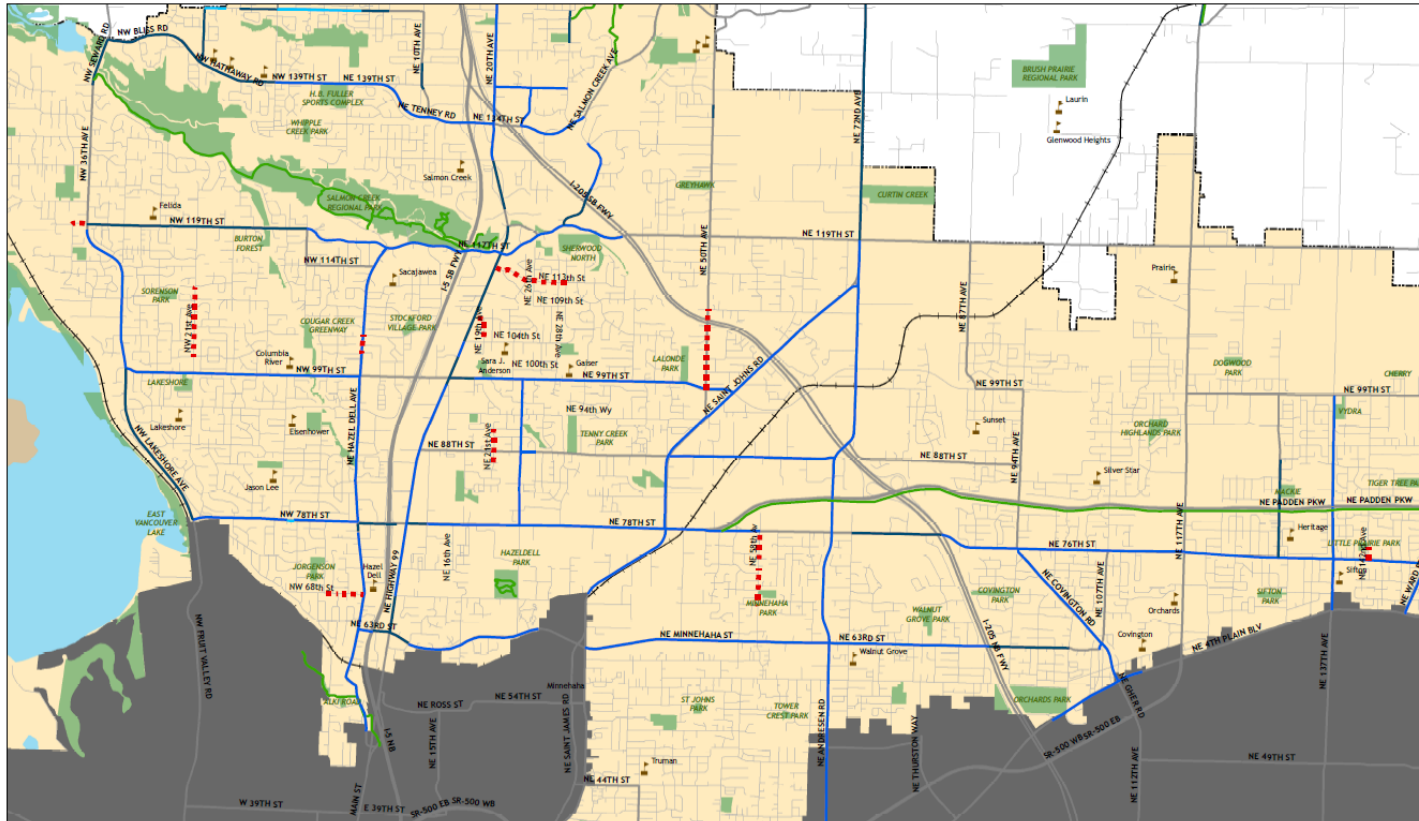 NW SEWARD RD
NW BLISS RD
NW HATHAWAY RD
NW 139TH ST
NE 139TH ST
NE 10TH AVE
NE 20TH AVE
NE SALMON CREEK AVE
H.B. FULLER
SPORTS COMPLEX
NE TENNEY RD
NE 134TH ST
WHIPPLE
CREEK PARK
BRUSH PRAIRIE
REGIONAL PARK
Laurin
Glenwood Heights
NE 72ND AVE
NW 36TH AVE
Salmon Creek
I-205 SB FWY
GREYHAWK
CURTIN CREEK
Felida
SALMON CREEK
REGIONAL PARK
NW 119TH ST
BURTON
FOREST
NW 114TH ST
NE 117TH ST
SHERWOOD
NORTH
NE 50TH AVE
NE 119TH ST
I-5 SB FWY
Sacajawea
NE 113th St
NE 26th Ave
NE 109th St
Prairie
SORENSON
PARK
NW 21st Ave
COUGAR CREEK
GREENWAY
STOCKFORD
VILLAGE PARK
NE 19th Ave
NE 104th St
NE 28th Ave
NE 87TH AVE
Columbia
River
NW 99TH ST
Sara J.
Anderson
NE 100th St
Gaiser
NE 99TH ST
LALONDE
PARK
NE SAINT JOHNS RD
DOGWOOD
PARK
CHERRY
LAKESHORE
NE 99TH ST
NE 99TH ST
Lakeshore
NW LAKESHORE AVE
Eisenhower
NE HAZEL DELL AVE
NE 94th Wy
VYDRA
NE 88TH ST
NE 21st Ave
TENNY CREEK
PARK
Sunset
NE 94TH AVE
ORCHARD
HIGHLANDS PARK
NE 88TH ST
Jason Lee
Silver Star
MACKIE
TIGER TREE PA
NE PADDEN PKW
NE PADDEN PKW
EAST
VANCOUVER
LAKE
NW 78TH ST
NE 78TH ST
NE 117TH AVE
Heritage
NE 76TH ST
LITTLE PRAIRIE PARK
NE 16th Ave
HAZELDELL
PARK
NE 58th Av
NE 142nd Ave
JORGENSON
PARK
Hazel
Dell
NW 68th St
NE HIGHWAY 99
NE COVINGTON RD
NE 107TH AVE
Sifton
NE WARD R
MINNEHAHA
PARK
WALNUT
GROVE PARK
COVINGTON
PARK
Orchards
SIFTON
PARK
NE 63RD ST
NE MINNEHAHA ST
NE 63RD ST
I-205 NB FWY
Covington
NE 4TH PLAIN BLV
NW FRUIT VALLEY RD
Walnut Grove
NE 137TH AVE
Minnehaha
NE 54TH ST
NE ROSS ST
ALKI ROAD
ST JOHNS
PARK
TOWER
CREST PARK
ORCHARDS PARK
NE GHER RD
I-5 NB
NE 15TH AVE
NE SAINT JAMES RD
NE ANDRESEN RD
NE THURSTON WAY
SR-500 WB
SR-500 EB
NE 112TH AVE
NE 49TH ST
Truman
NE 44TH ST
W 39TH ST
MAIN ST
E 39TH ST
SR-500 EB
SR-500 WB